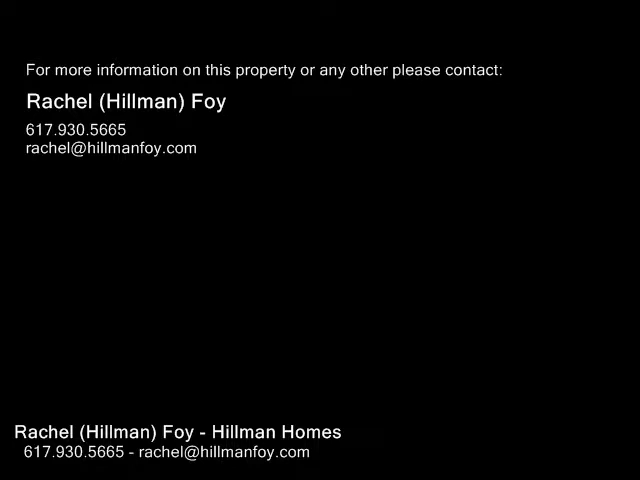 For more information on this property or any other please contact:
Rachel (Hillman) Foy
617.930.5665
rachel@hillmanfoy.com
Rachel (Hillman) Foy - Hillman Homes
617.930.5665 - rachel@hillmanfoy.com